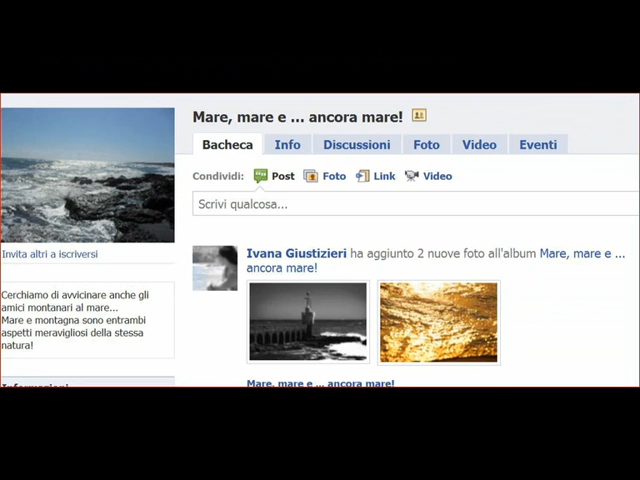 Mare, mare e ... ancora mare!
Bacheca Info Discussioni Foto Video Eventi
Condividi: Post Foto Link Video
Scrivi qualcosa...
Invita altri a iscriversi
Cerchiamo di avvicinare anche gli
amici montanari al mare...
Mare e montagna sono entrambi
aspetti meravigliosi della stessa
natura!
Informazioni
Ivana Giustizieri ha aggiunto 2 nuove foto all'album Mare, mare e ...
ancora mare!
Mare, mare e ... ancora mare!